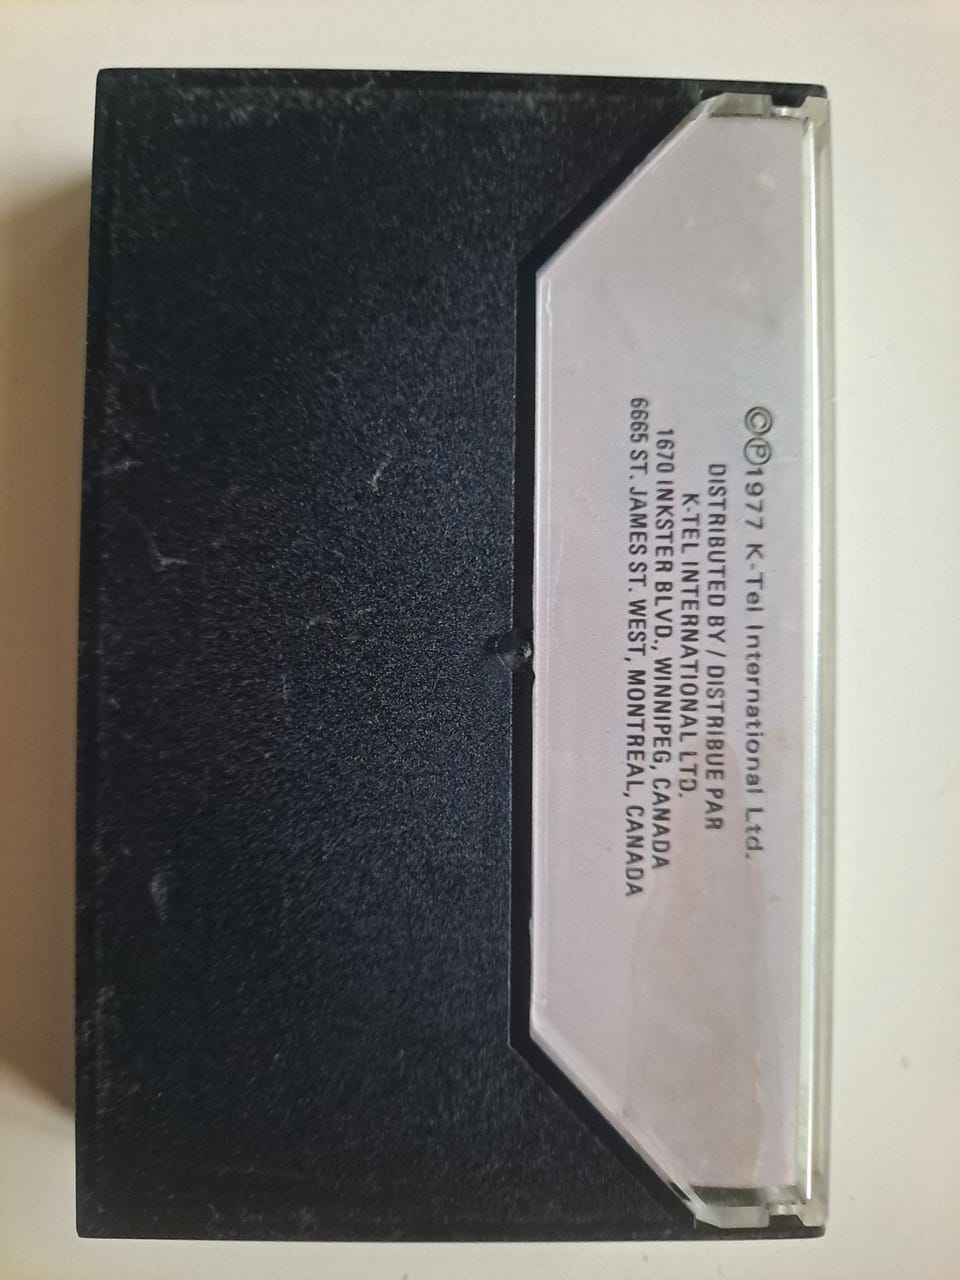 ©℗1977 K-Tel International Ltd.
DISTRIBUTED BY / DISTRIBUE PAR
K-TEL INTERNATIONAL LTD.
1670 INKSTER BLVD., WINNIPEG, CANADA
6665 ST. JAMES ST. WEST, MONTREAL, CANADA